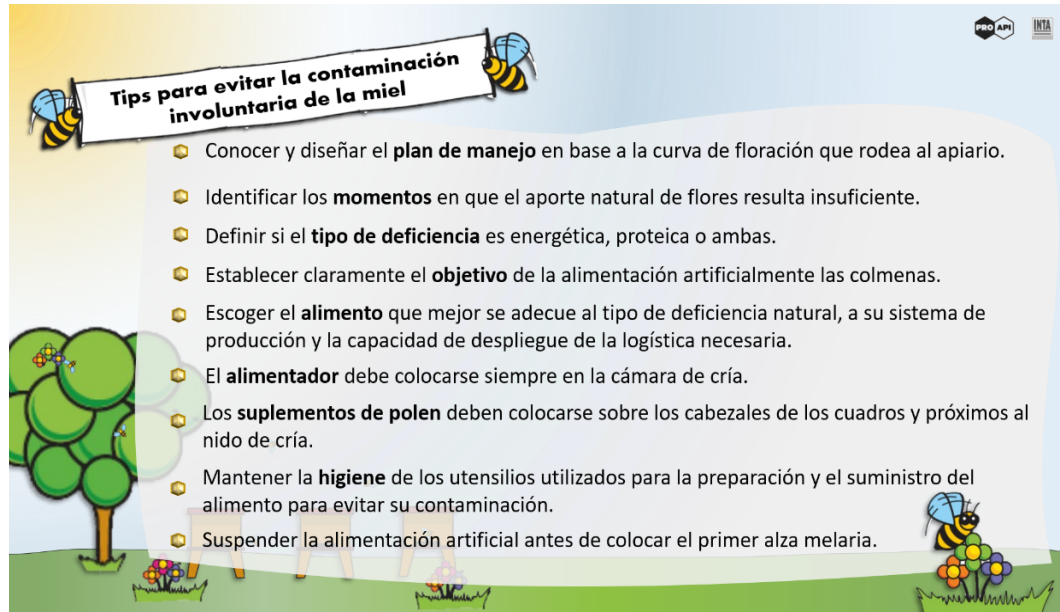 PRO API INTA
Tips para evitar la contaminación
involuntaria de la miel
Conocer y diseñar el plan de manejo en base a la curva de floración que rodea al apiario.
Identificar los momentos en que el aporte natural de flores resulta insuficiente.
Definir si el tipo de deficiencia es energética, proteica o ambas.
Establecer claramente el objetivo de la alimentación artificialmente las colmenas.
Escoger el alimento que mejor se adecue al tipo de deficiencia natural, a su sistema de
producción y la capacidad de despliegue de la logística necesaria.
El alimentador debe colocarse siempre en la cámara de cría.
Los suplementos de polen deben colocarse sobre los cabezales de los cuadros y próximos al
nido de cría.
Mantener la higiene de los utensilios utilizados para la preparación y el suministro del
alimento para evitar su contaminación.
Suspender la alimentación artificial antes de colocar el primer alza melaria.